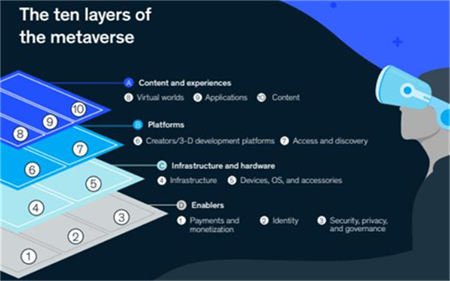 The ten layers of
the metaverse
A Content and experiences
8 Virtual worlds 9 Applications 10 Content
B Platforms
6 Creators/3-D development platforms 7 Access and discovery
C Infrastructure and hardware
4 Infrastructure 5 Devices, OS, and accessories
D Enablers
1 Payments and
monetization
2 Identity
3 Security, privacy,
and governance
10
9
8
7
6
5
4
3
2
1